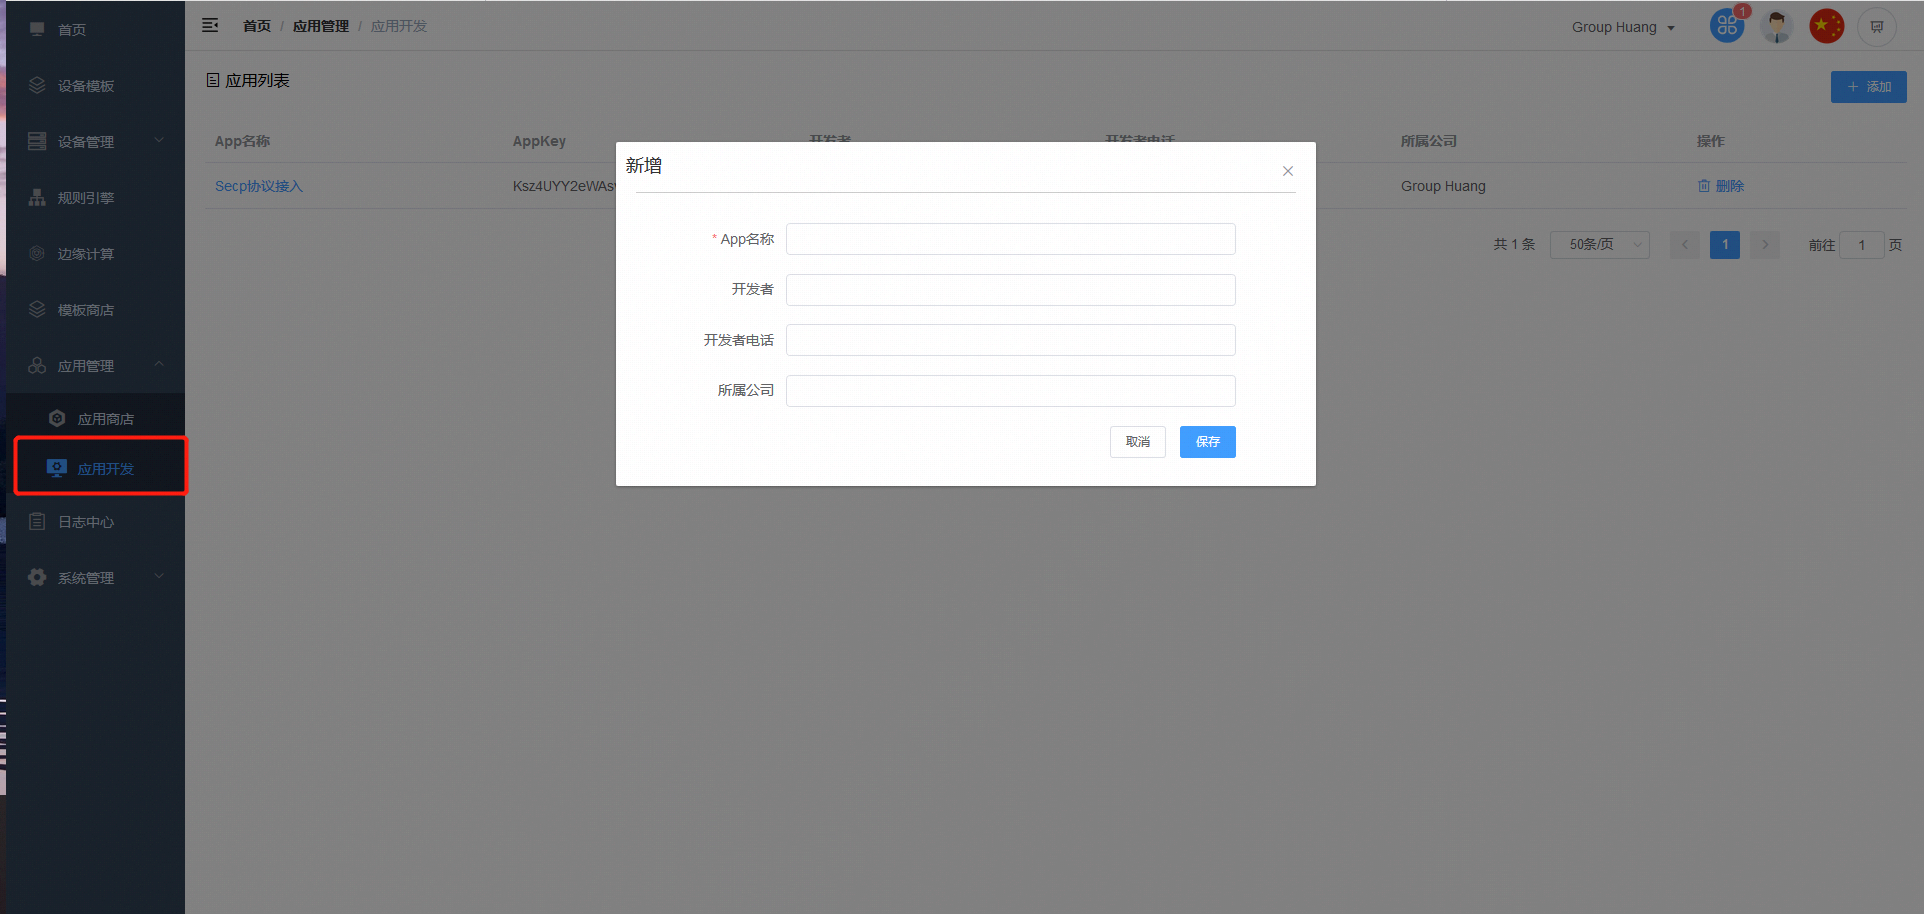 首页
设备模板
设备管理
规则引擎
边缘计算
模板商店
应用管理
应用商店
应用开发
日志中心
系统管理
首页 / 应用管理 / 应用开发
Group Huang
1
应用列表
+ 添加
App名称 AppKey 开发者 开发者电话 所属公司 操作
Secp协议接入 Ksz4UYY2eWAs Group Huang 删除
共 1 条 50条/页 1 前往 1 页
新增
* App名称
开发者
开发者电话
所属公司
取消 保存